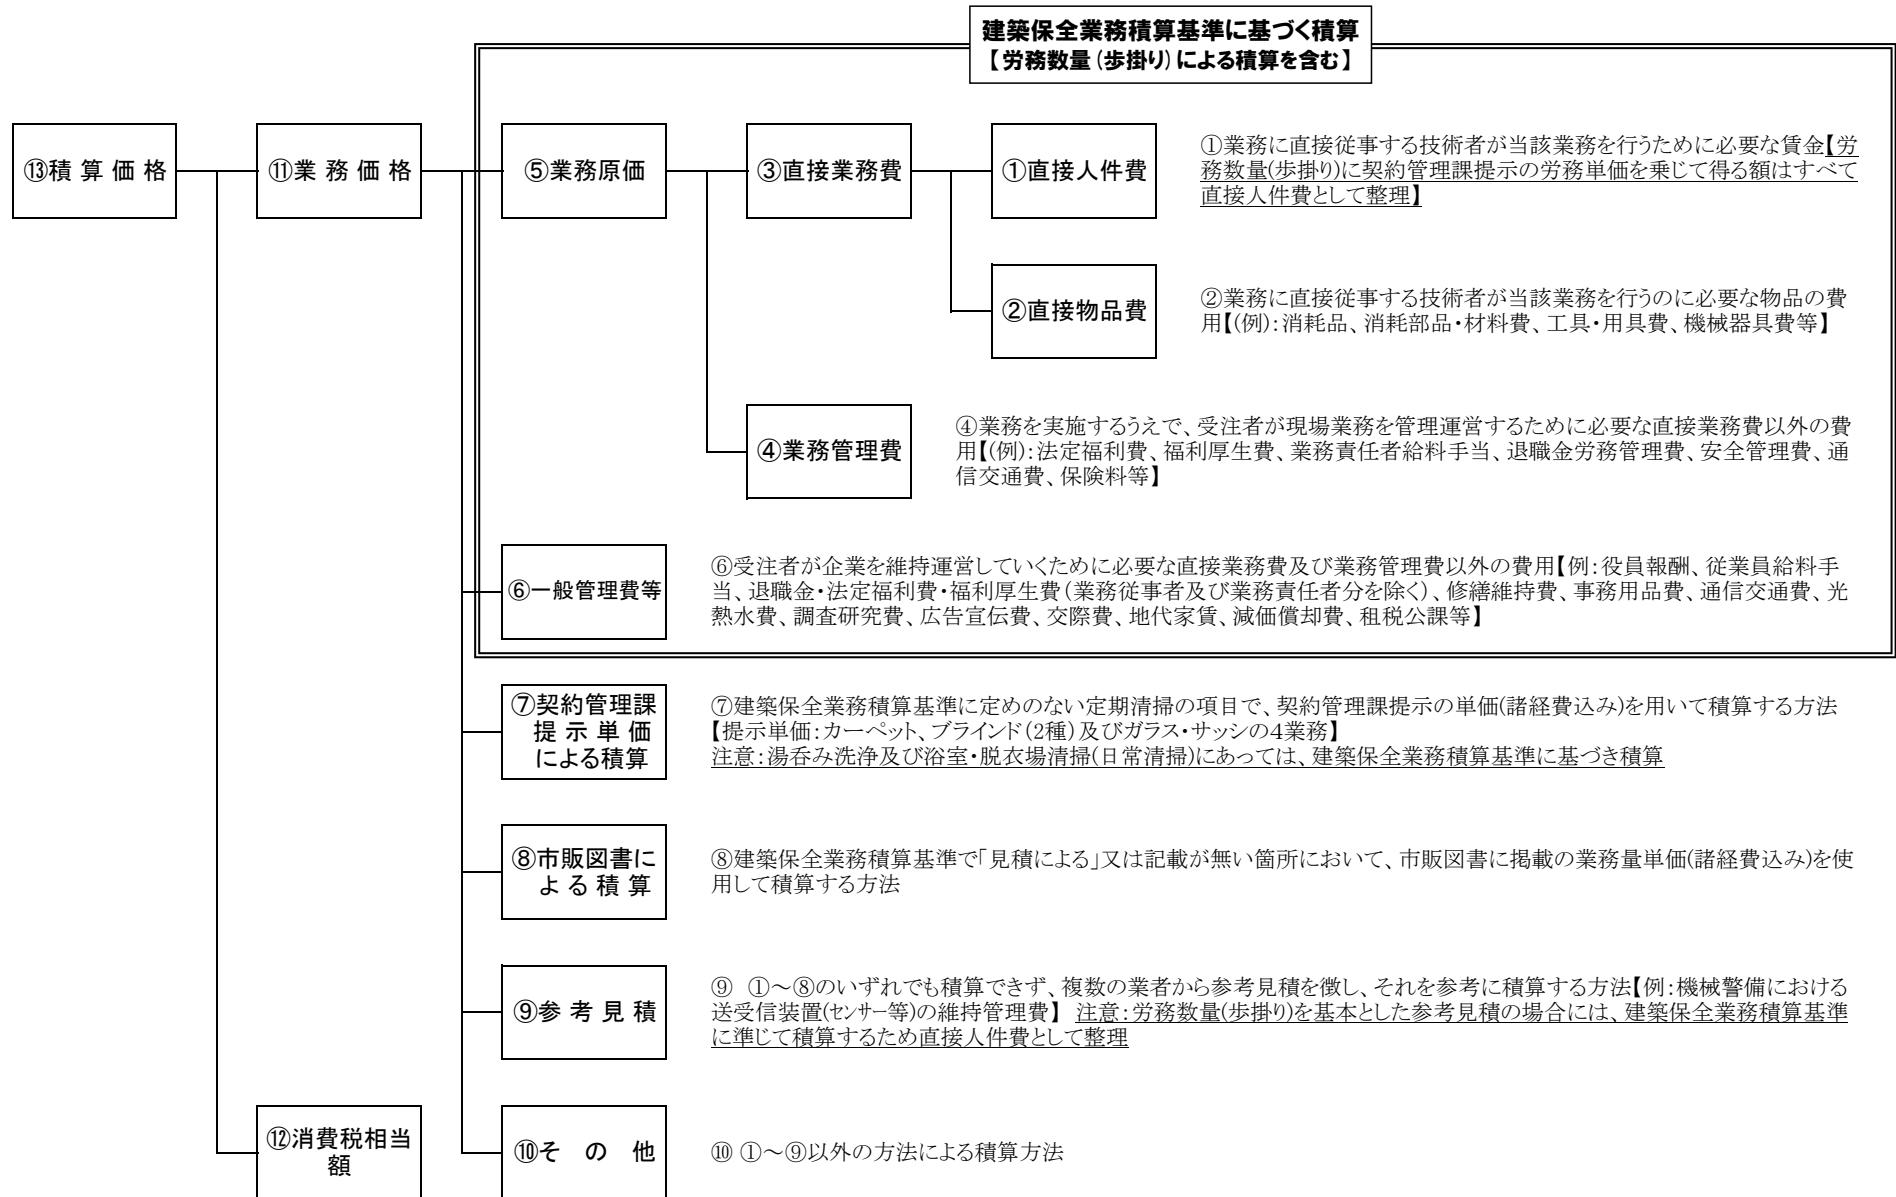 建築保全業務積算基準に基づく積算
【労務数量(歩掛り)による積算を含む】
⑬積算価格
⑪業務価格
⑤業務原価
③直接業務費
①直接人件費
①業務に直接従事する技術者が当該業務を行うために必要な賃金【労
務数量(歩掛り)に契約管理課提示の労務単価を乗じて得る額はすべて
直接人件費として整理】
②直接物品費
②業務に直接従事する技術者が当該業務を行うのに必要な物品の費
用【(例):消耗品、消耗部品・材料費、工具・用具費、機械器具費等】
④業務管理費
④業務を実施するうえで、受注者が現場業務を管理運営するために必要な直接業務費以外の費
用【(例):法定福利費、福利厚生費、業務責任者給料手当、退職金労務管理費、安全管理費、通
信交通費、保険料等】
⑥一般管理費等
⑥受注者が企業を維持運営していくために必要な直接業務費及び業務管理費以外の費用【例:役員報酬、従業員給料手
当、退職金・法定福利費・福利厚生費(業務従事者及び業務責任者分を除く)、修繕維持費、事務用品費、通信交通費、光
熱水費、調査研究費、広告宣伝費、交際費、地代家賃、減価償却費、租税公課等】
⑦契約管理課
提示単価
による積算
⑦建築保全業務積算基準に定めのない定期清掃の項目で、契約管理課提示の単価(諸経費込み)を用いて積算する方法
【提示単価:カーペット、ブラインド(2種)及びガラス・サッシの4業務】
注意:湯呑み洗浄及び浴室・脱衣場清掃(日常清掃)にあっては、建築保全業務積算基準に基づき積算
⑧市販図書に
よる積算
⑧建築保全業務積算基準で「見積による」又は記載が無い箇所において、市販図書に掲載の業務量単価(諸経費込み)を使
用して積算する方法
⑨参考見積
⑨ ①～⑧のいずれでも積算できず、複数の業者から参考見積を徴し、それを参考に積算する方法【例:機械警備における
送受信装置(センサー等)の維持管理費】 注意:労務数量(歩掛り)を基本とした参考見積の場合には、建築保全業務積算基準
に準じて積算するため直接人件費として整理
⑫消費税相当
額
⑩その他
⑩ ①～⑨以外の方法による積算方法